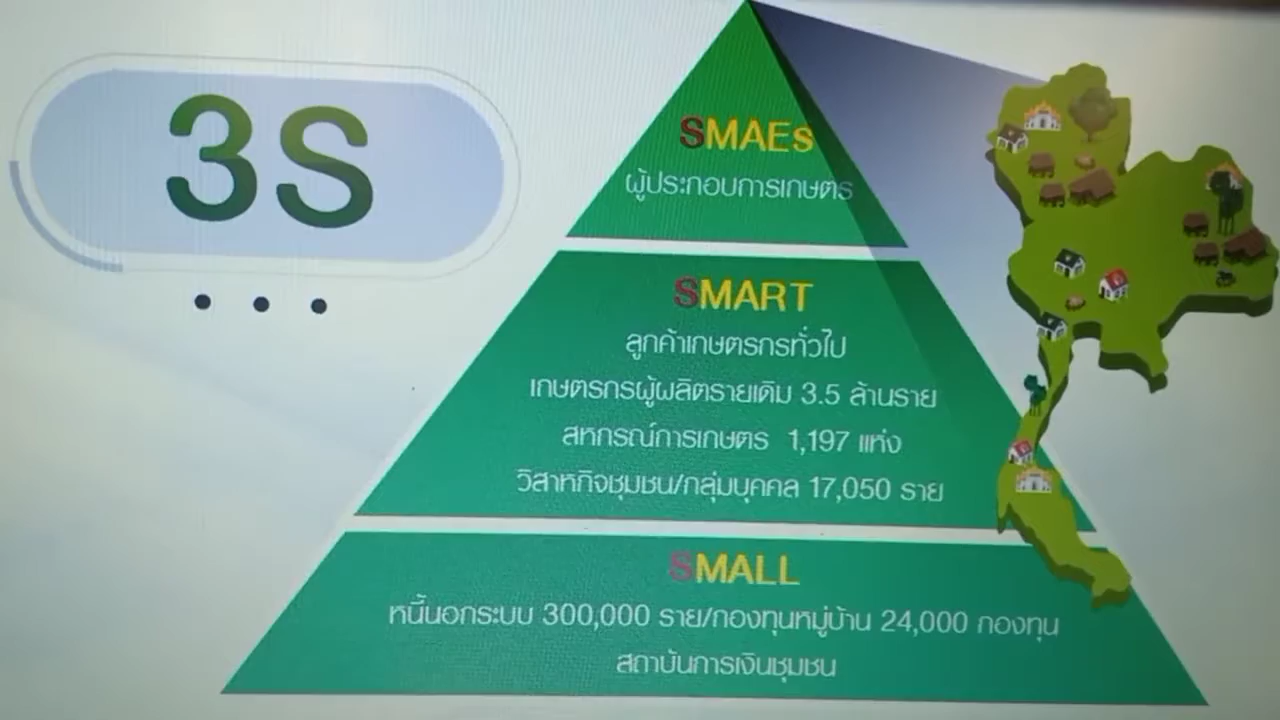 3S
SMAEs
ผู้ประกอบการเกษตร
SMART
ลูกค้าเกษตรกรทั่วไป
เกษตรกรผู้ผลิตรายเดิม 3.5 ล้านราย
สหกรณ์การเกษตร 1,197 แห่ง
วิสาหกิจชุมชน/กลุ่มบุคคล 17,050 ราย
SMALL
หนี้นอกระบบ 300,000 ราย/กองทุนหมู่บ้าน 24,000 กองทุน
สถาบันการเงินชุมชน